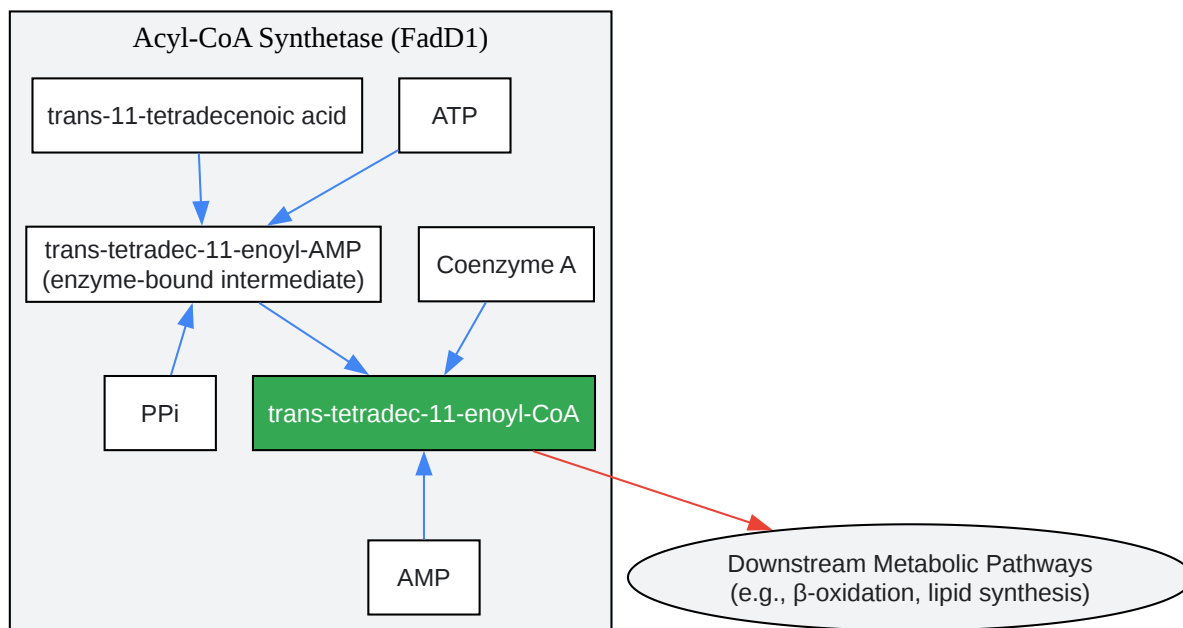 Acyl-CoA Synthetase (FadD1)
trans-11-tetradecenoic acid
ATP
trans-tetradec-11-enoyl-AMP
(enzyme-bound intermediate)
Coenzyme A
PPi
trans-tetradec-11-enoyl-CoA
AMP
Downstream Metabolic Pathways
(e.g., β-oxidation, lipid synthesis)